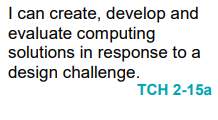 I can create, develop and
evaluate computing
solutions in response to a
design challenge.
TCH 2-15a